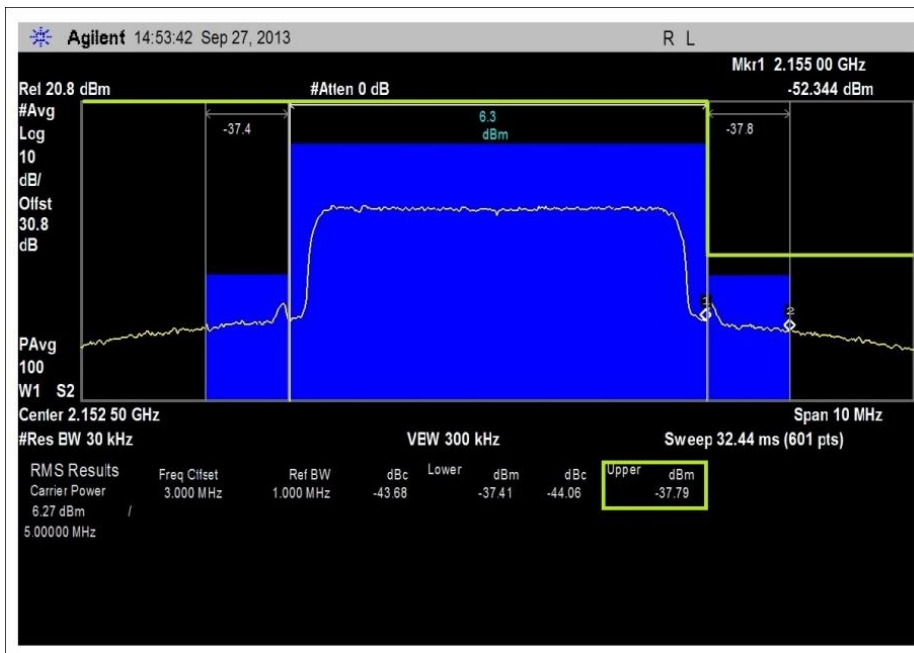 Agilent 14:53:42 Sep 27, 2013 R L
Mkr1 2.155 00 GHz
Ref 20.8 dBm #Atten 0 dB -52.344 dBm
#Avg
Log
10
dB/
Offst
30.8
dB
-37.4
6.3
dBm
-37.8
1
2
PAvg
100
W1 S2
Center 2.152 50 GHz Span 10 MHz
#Res BW 30 kHz VBW 300 kHz Sweep 32.44 ms (601 pts)
RMS Results Freq Offset Ref BW dBc Lower dBm dBc Upper dBm
Carrier Power 3.000 MHz 1.000 MHz -43.68 -37.41 -44.06 -37.79
6.27 dBm /
5.00000 MHz